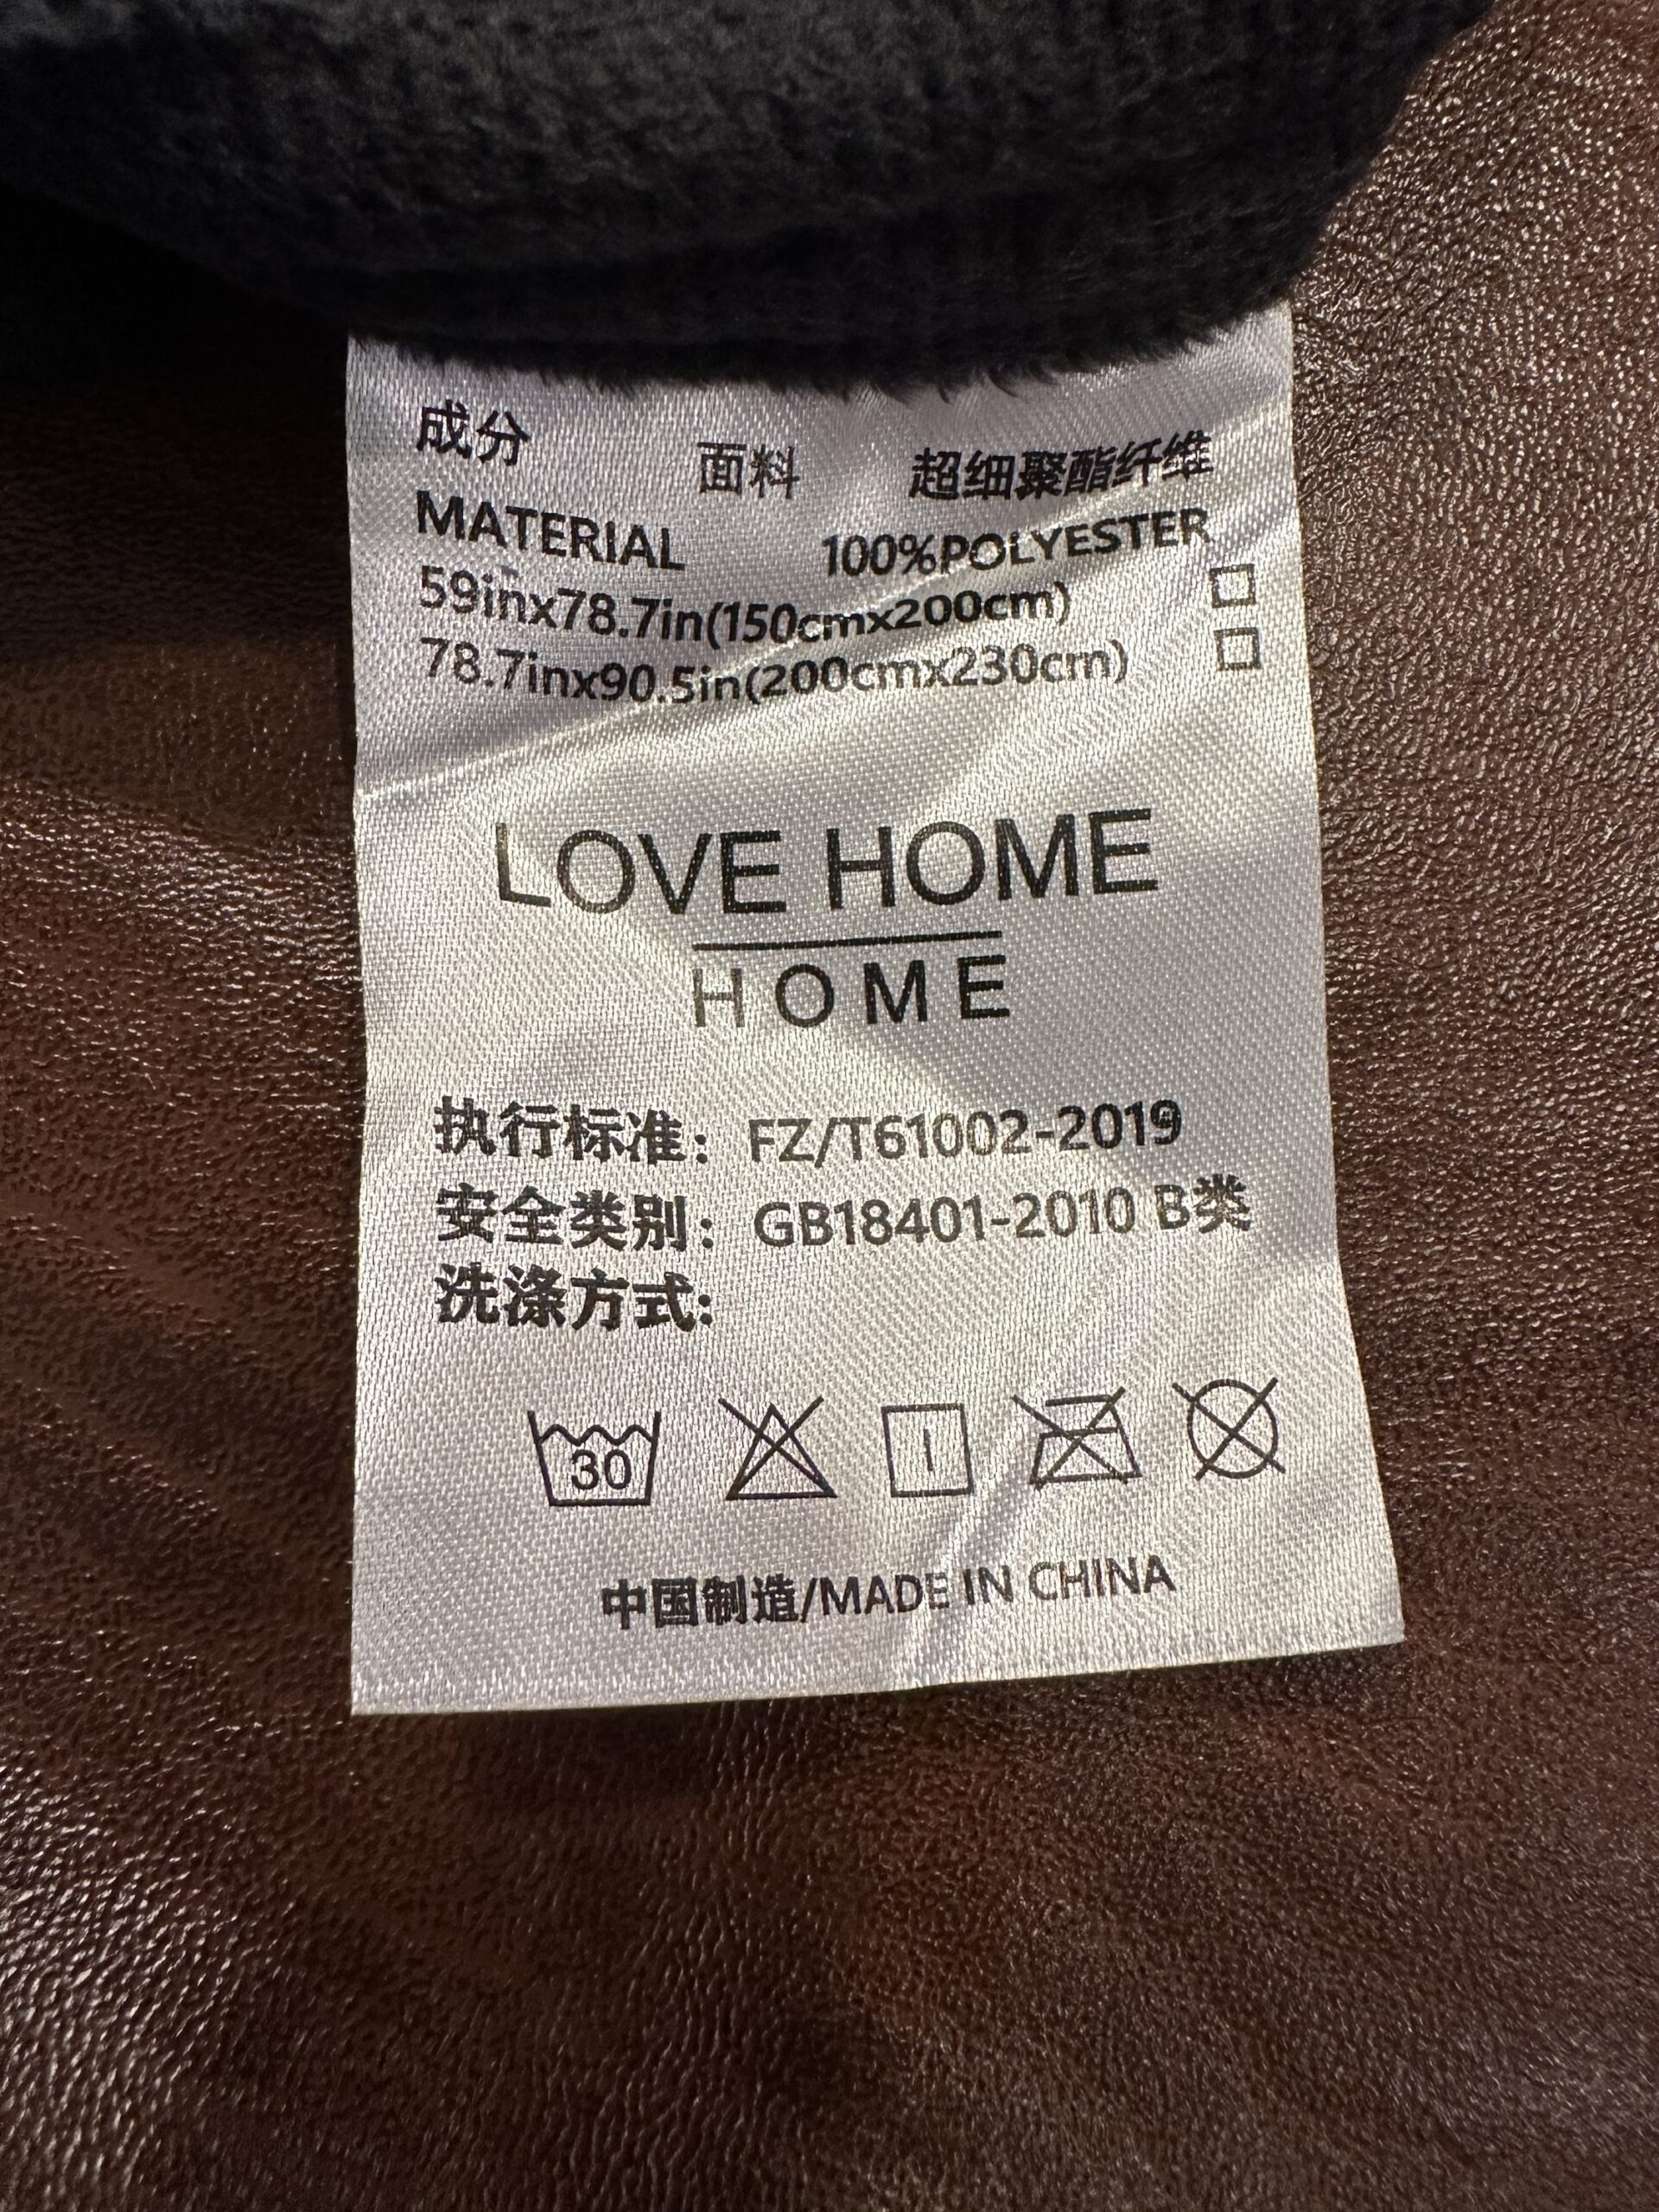 成分 面料 超细聚酯纤维
MATERIAL 100%POLYESTER
59inx78.7in(150cmx200cm) □
78.7inx90.5in(200cmx230cm) □
LOVE HOME
HOME
执行标准：FZ/T61002-2019
安全类别：GB18401-2010 B类
洗涤方式:
30
中国制造/MADE IN CHINA